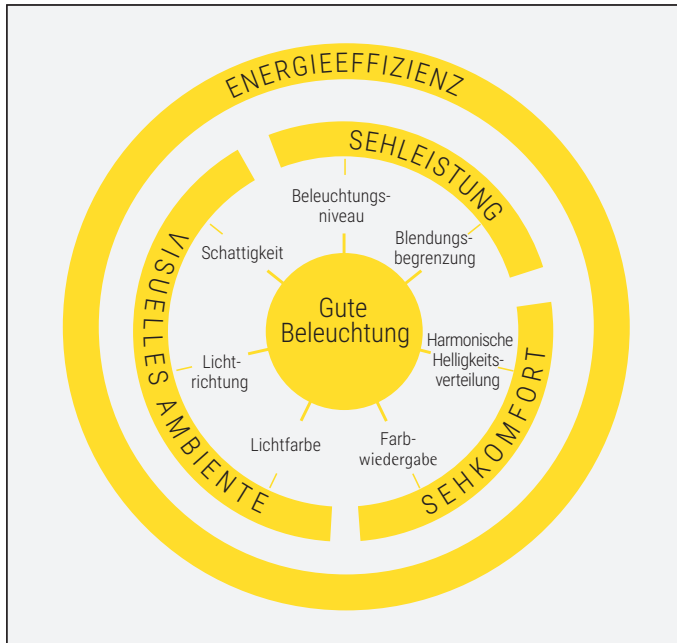 ENERGIEEFFIZIENZ
SEHLEISTUNG
Beleuchtungs-
niveau
Blendungs-
begrenzung
Schattigkeit
VISUELLES AMBIENTE
Gute
Beleuchtung
Harmonische
Helligkeits-
verteilung
SEHKOMFORT
Licht-
richtung
Lichtfarbe
Farb-
wiedergabe